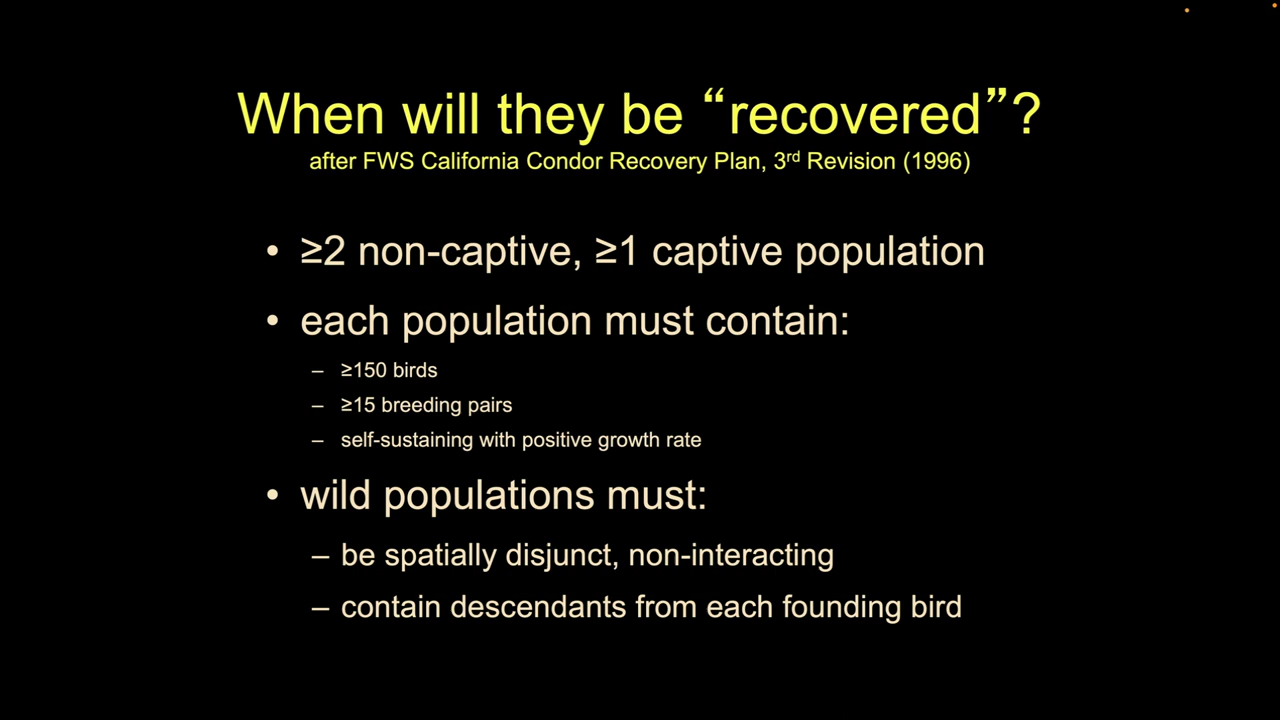 When will they be “recovered”?
after FWS California Condor Recovery Plan, 3rd Revision (1996)
• ≥2 non-captive, ≥1 captive population
• each population must contain:
– ≥150 birds
– ≥15 breeding pairs
– self-sustaining with positive growth rate
• wild populations must:
– be spatially disjunct, non-interacting
– contain descendants from each founding bird